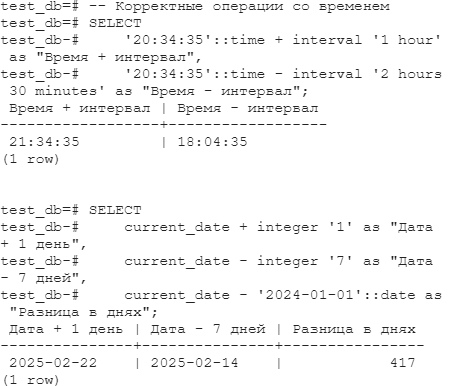 test_db=# -- Корректные операции со временем
test_db=# SELECT
test_db-#     '20:34:35'::time + interval '1 hour'
 as "Время + интервал",
test_db-#     '20:34:35'::time - interval '2 hours
 30 minutes' as "Время - интервал";
 Время + интервал | Время - интервал
------------------+------------------
 21:34:35         | 18:04:35
(1 row)
test_db=# SELECT
test_db-#     current_date + integer '1' as "Дата
+ 1 день",
test_db-#     current_date - integer '7' as "Дата
- 7 дней",
test_db-#     current_date - '2024-01-01'::date as
 "Разница в днях";
 Дата + 1 день | Дата - 7 дней | Разница в днях
---------------+---------------+----------------
 2025-02-22    | 2025-02-14    |            417
(1 row)